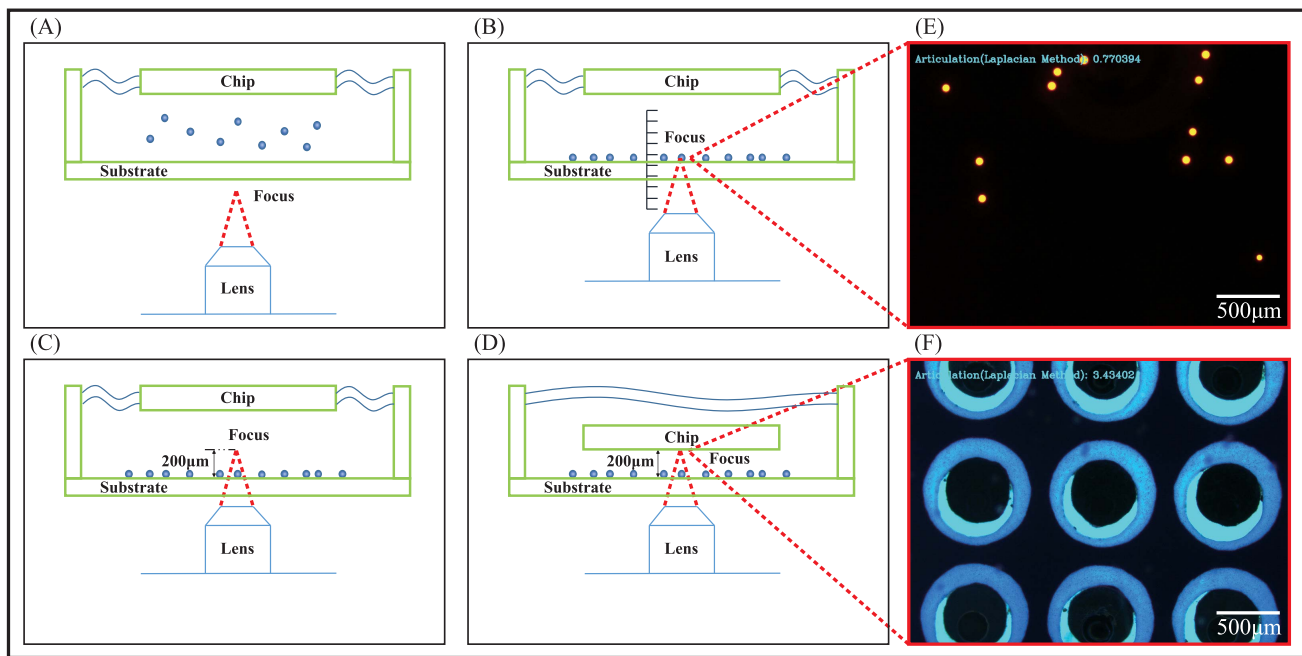 (A)
Chip
Substrate
Focus
Lens
(B)
Chip
Focus
Substrate
Lens
(E)
Articulation(Laplacian Method): 0.770394
500μm
(C)
Chip
Focus
200μm
Substrate
Lens
(D)
Chip
200μm
Focus
Substrate
Lens
(F)
Articulation(Laplacian Method): 3.43402
500μm